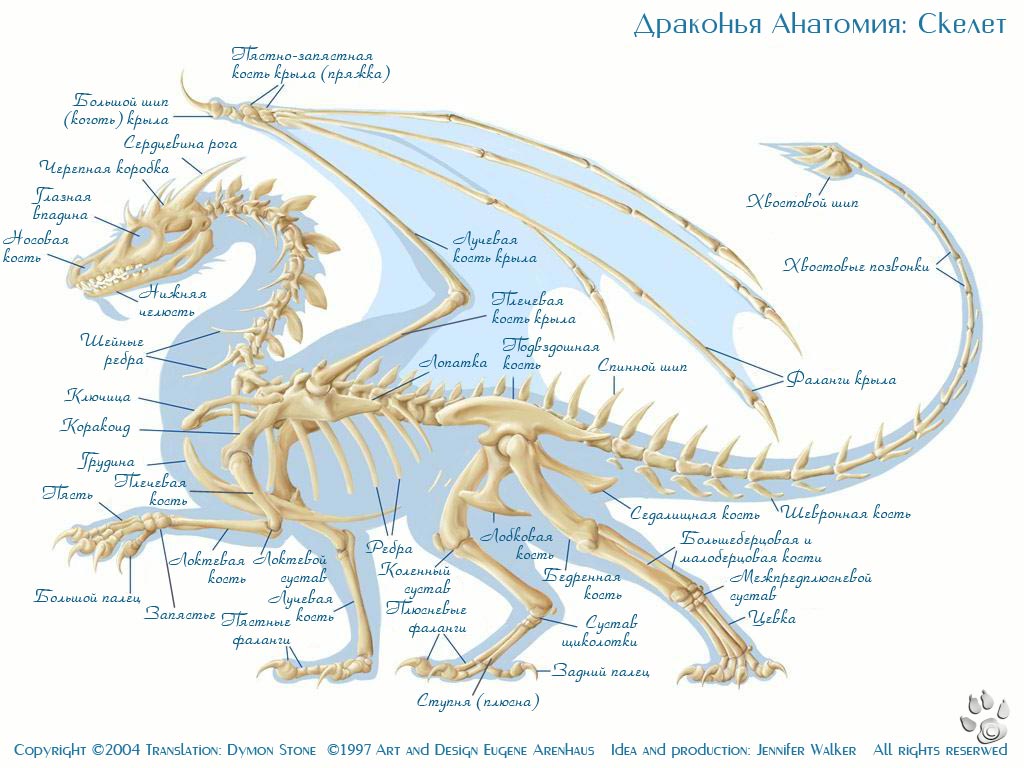 Драконья Анатомия: Скелет
Пястно-запястная
кость крыла (пряжка)
Большой шип
(коготь) крыла
Сердцевина рога
Черепная коробка
Глазная
впадина
Носовая
кость
Нижняя
челюсть
Шейные
ребра
Ключица
Коракоид
Грудина
Плечевая
кость
Пясть
Большой палец
Запястье
Локтевая
кость
Локтевой
сустав
Лучевая
кость
Пястные
фаланги
Ребра
Лучевая
кость крыла
Плечевая
кость крыла
Лопатка
Подвздошная
кость
Спинной шип
Фаланги крыла
Хвостовой шип
Хвостовые позвонки
Шевронная кость
Седалищная кость
Лобковая
кость
Бедренная
кость
Коленный
сустав
Плюсневые
фаланги
Большеберцовая и
малоберцовая кости
Межпредплюсневой
сустав
Цевка
Сустав
щиколотки
Задний палец
Ступня (плюсна)
©
Copyright ©2004 Translation: Dymon Stone ©1997 Art and Design Eugene Arenhaus Idea and production: Jennifer Walker All rights reserwed